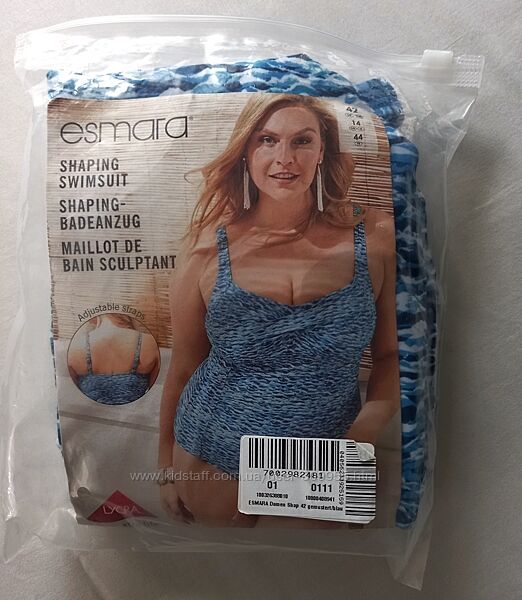 esmara®
42
14
44
SHAPING
SWIMSUIT
SHAPING-
BADEANZUG
MAILLOT DE
BAIN SCULPTANT
Adjustable straps
7002982481
01 0111
ESMARA Damen Shap 42 gemustert/blau
LYCRA